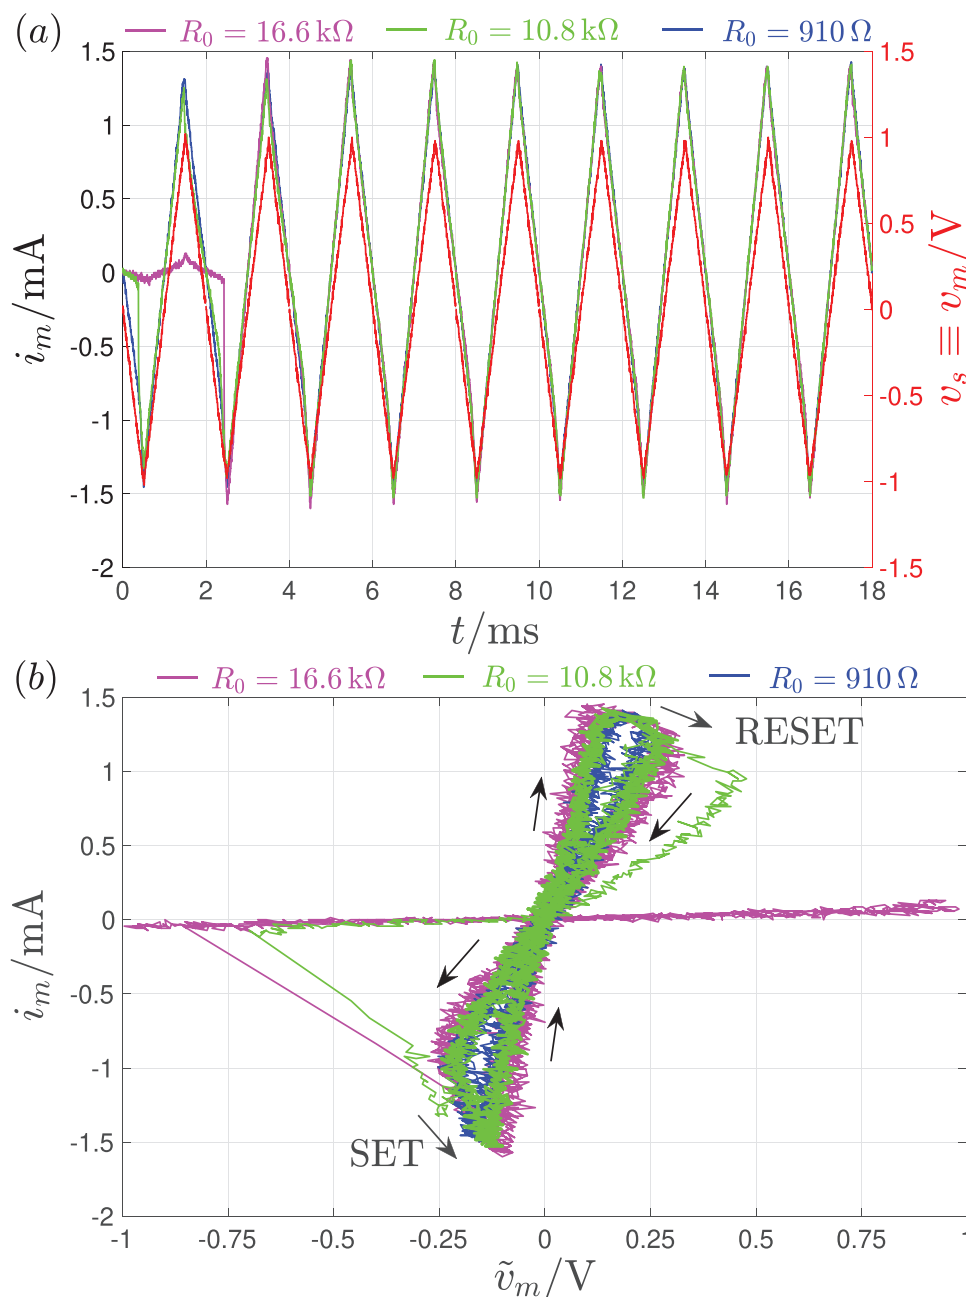 (a) R₀ = 16.6 kΩ R₀ = 10.8 kΩ R₀ = 910 Ω
1.5 1.5
1 1
0.5 0.5
0 0
-0.5 -0.5
-1 -1
-1.5
-2 -1.5
iₘ/mA
vₛ ≡ vₘ/V
0 2 4 6 8 10 12 14 16 18
t/ms
(b) R₀ = 16.6 kΩ R₀ = 10.8 kΩ R₀ = 910 Ω
1.5
RESET
1
0.5
0
-0.5
-1
-1.5
SET
-2
iₘ/mA
-1 -0.75 -0.5 -0.25 0 0.25 0.5 0.75 1
ṽₘ/V